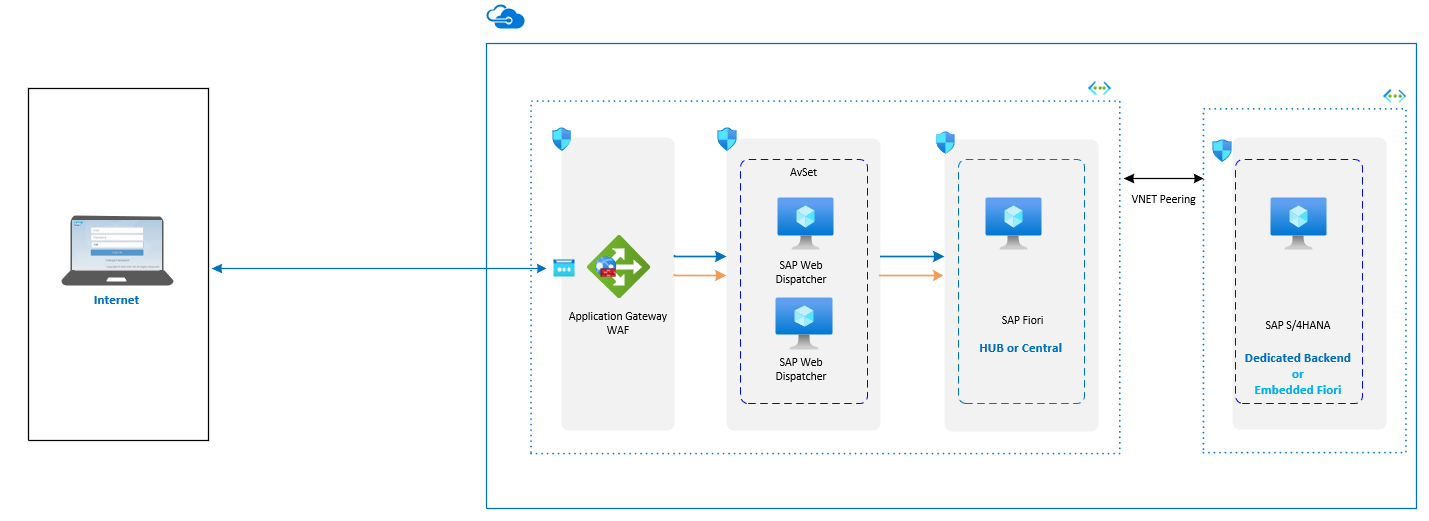 Internet
Application Gateway
WAF
AvSet
SAP Web
Dispatcher
SAP Web
Dispatcher
SAP Fiori
HUB or Central
VNET Peering
SAP S/4HANA
Dedicated Backend
or
Embedded Fiori